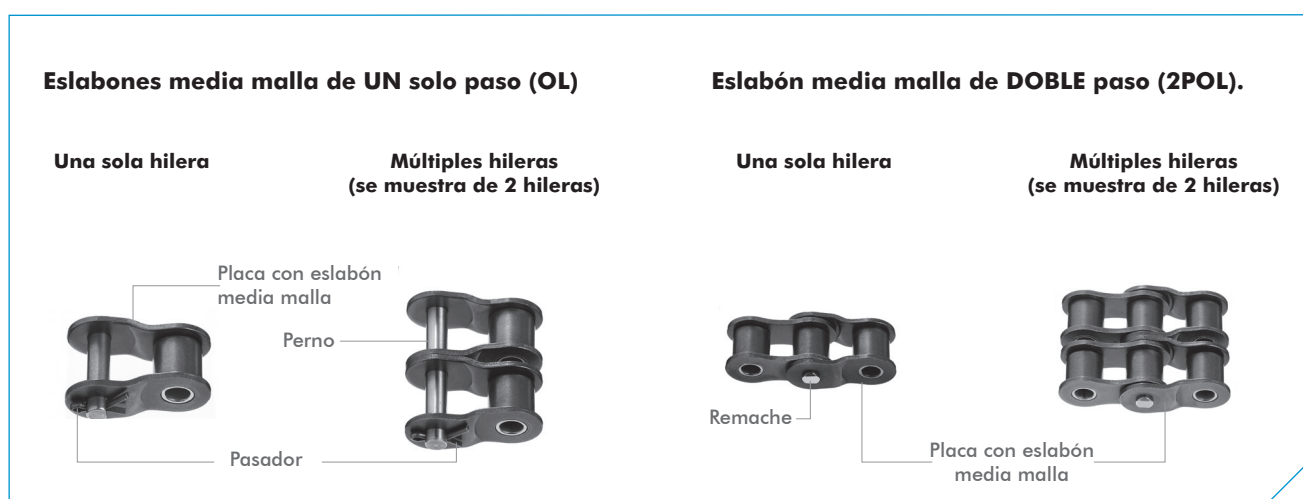 Eslabones media malla de UN solo paso (OL)
Eslabón media malla de DOBLE paso (2POL).
Una sola hilera
Múltiples hileras
(se muestra de 2 hileras)
Una sola hilera
Múltiples hileras
(se muestra de 2 hileras)
Placa con eslabón
media malla
Perno
Pasador
Remache
Placa con eslabón
media malla